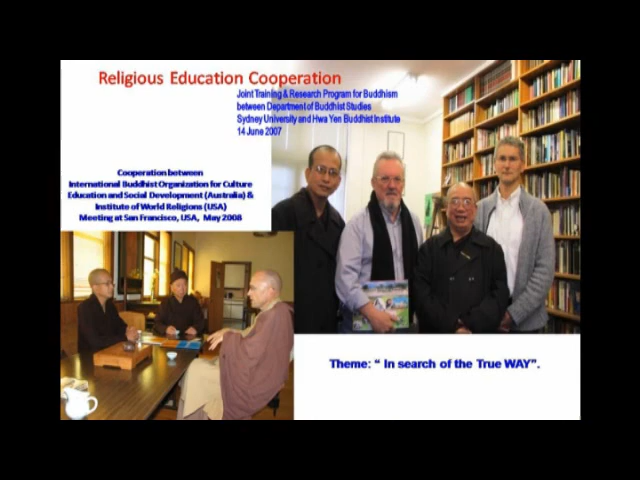 Religious Education Cooperation
Joint Training & Research Program for Buddhism
between Department of Buddhist Studies
Sydney University and Hwa Yen Buddhist Institute
14 June 2007
Cooperation between
International Buddhist Organization for Culture
Education and Social Development (Australia) &
Institute of World Religions (USA)
Meeting at San Francisco, USA, May 2008
Theme: “ In search of the True WAY”.